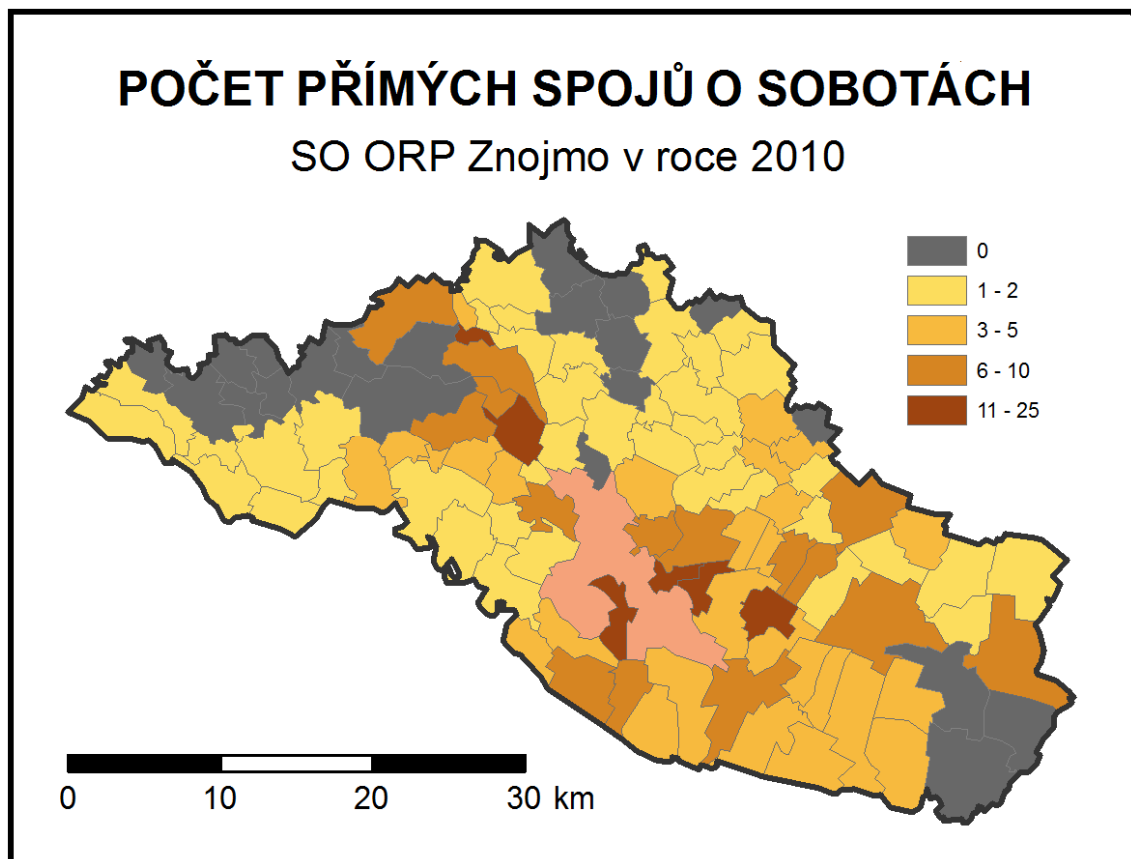 POČET PŘÍMÝCH SPOJŮ O SOBOTÁCH
SO ORP Znojmo v roce 2010
0
1 - 2
3 - 5
6 - 10
11 - 25
0 10 20 30 km